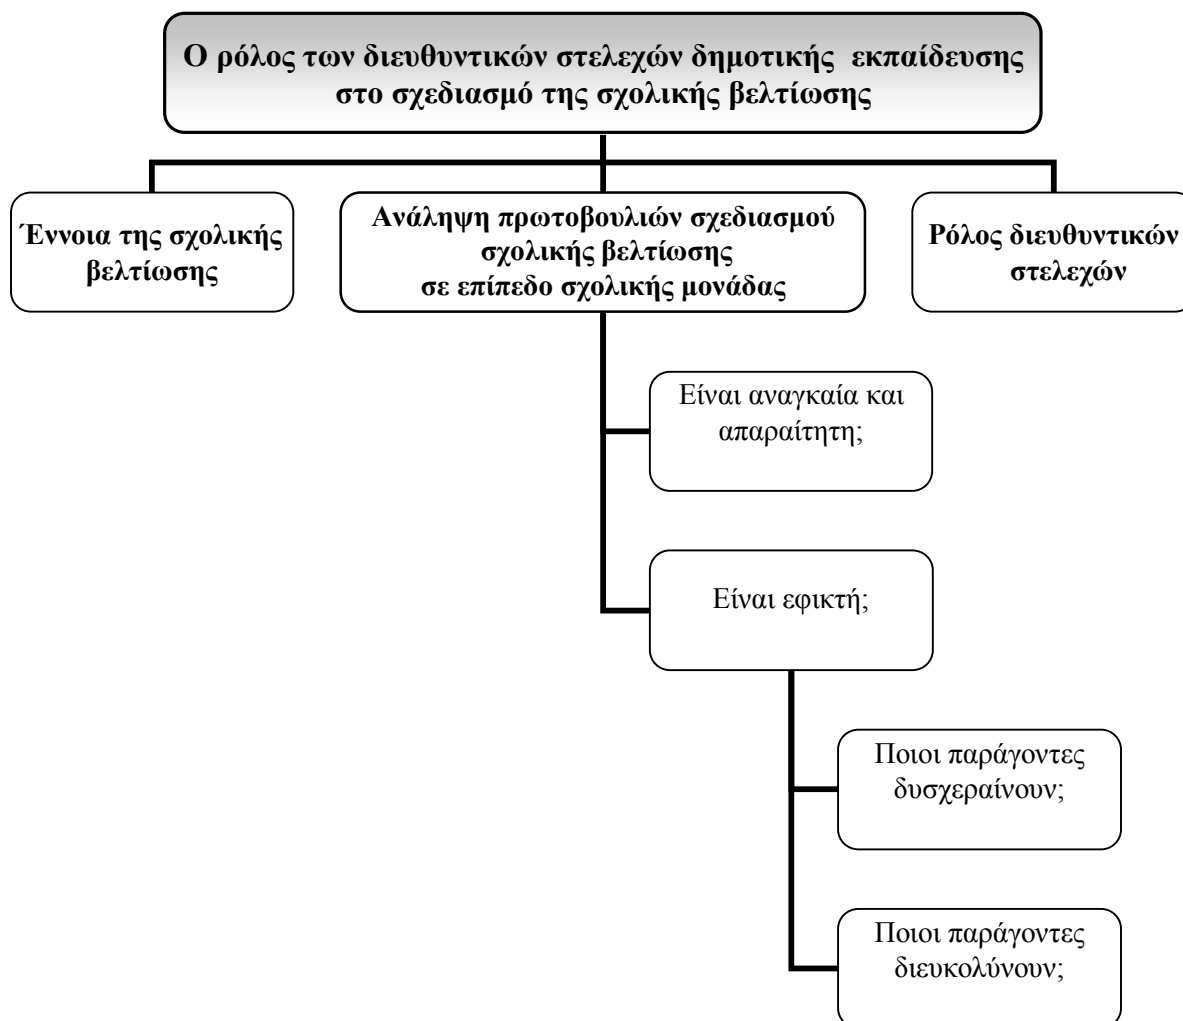 Ο ρόλος των διευθυντικών στελεχών δημοτικής εκπαίδευσης
στο σχεδιασμό της σχολικής βελτίωσης
Έννοια της σχολικής
βελτίωσης
Ανάληψη πρωτοβουλιών σχεδιασμού
σχολικής βελτίωσης
σε επίπεδο σχολικής μονάδας
Ρόλος διευθυντικών
στελεχών
Είναι αναγκαία και
απαραίτητη;
Είναι εφικτή;
Ποιοι παράγοντες
δυσχεραίνουν;
Ποιοι παράγοντες
διευκολύνουν;